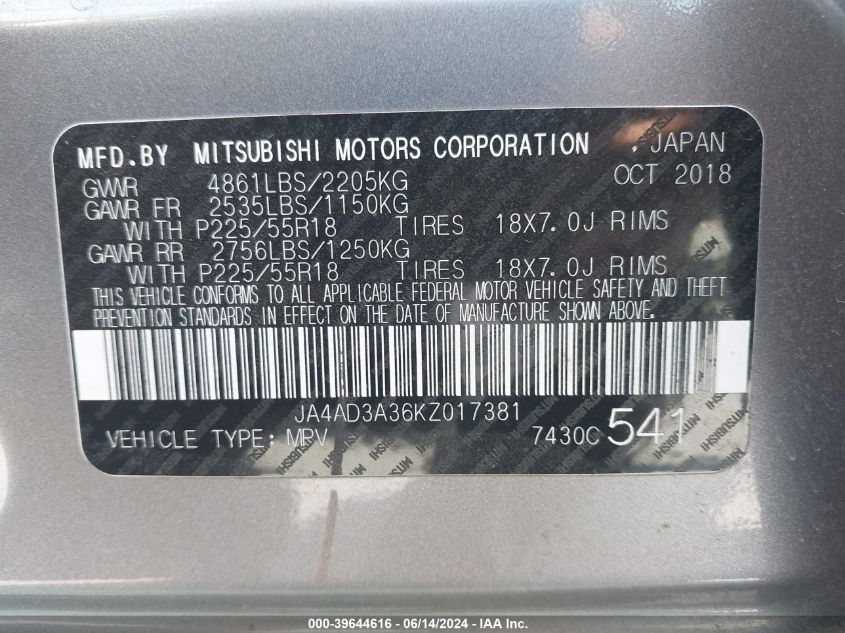 MFD.BY MITSUBISHI MOTORS CORPORATION , JAPAN
GVWR 4861LBS/2205KG OCT 2018
GAWR FR 2535LBS/1150KG
WITH P225/55R18 TIRES 18X7.0J RIMS
GAWR RR 2756LBS/1250KG
WITH P225/55R18 TIRES 18X7.0J RIMS
THIS VEHICLE CONFORMS TO ALL APPLICABLE FEDERAL MOTOR VEHICLE SAFETY AND THEFT
PREVENTION STANDARDS IN EFFECT ON THE DATE OF MANUFACTURE SHOWN ABOVE.
JA4AD3A36KZ017381
VEHICLE TYPE: MPV 7430C 541
000-39644616 - 06/14/2024 - IAA Inc.